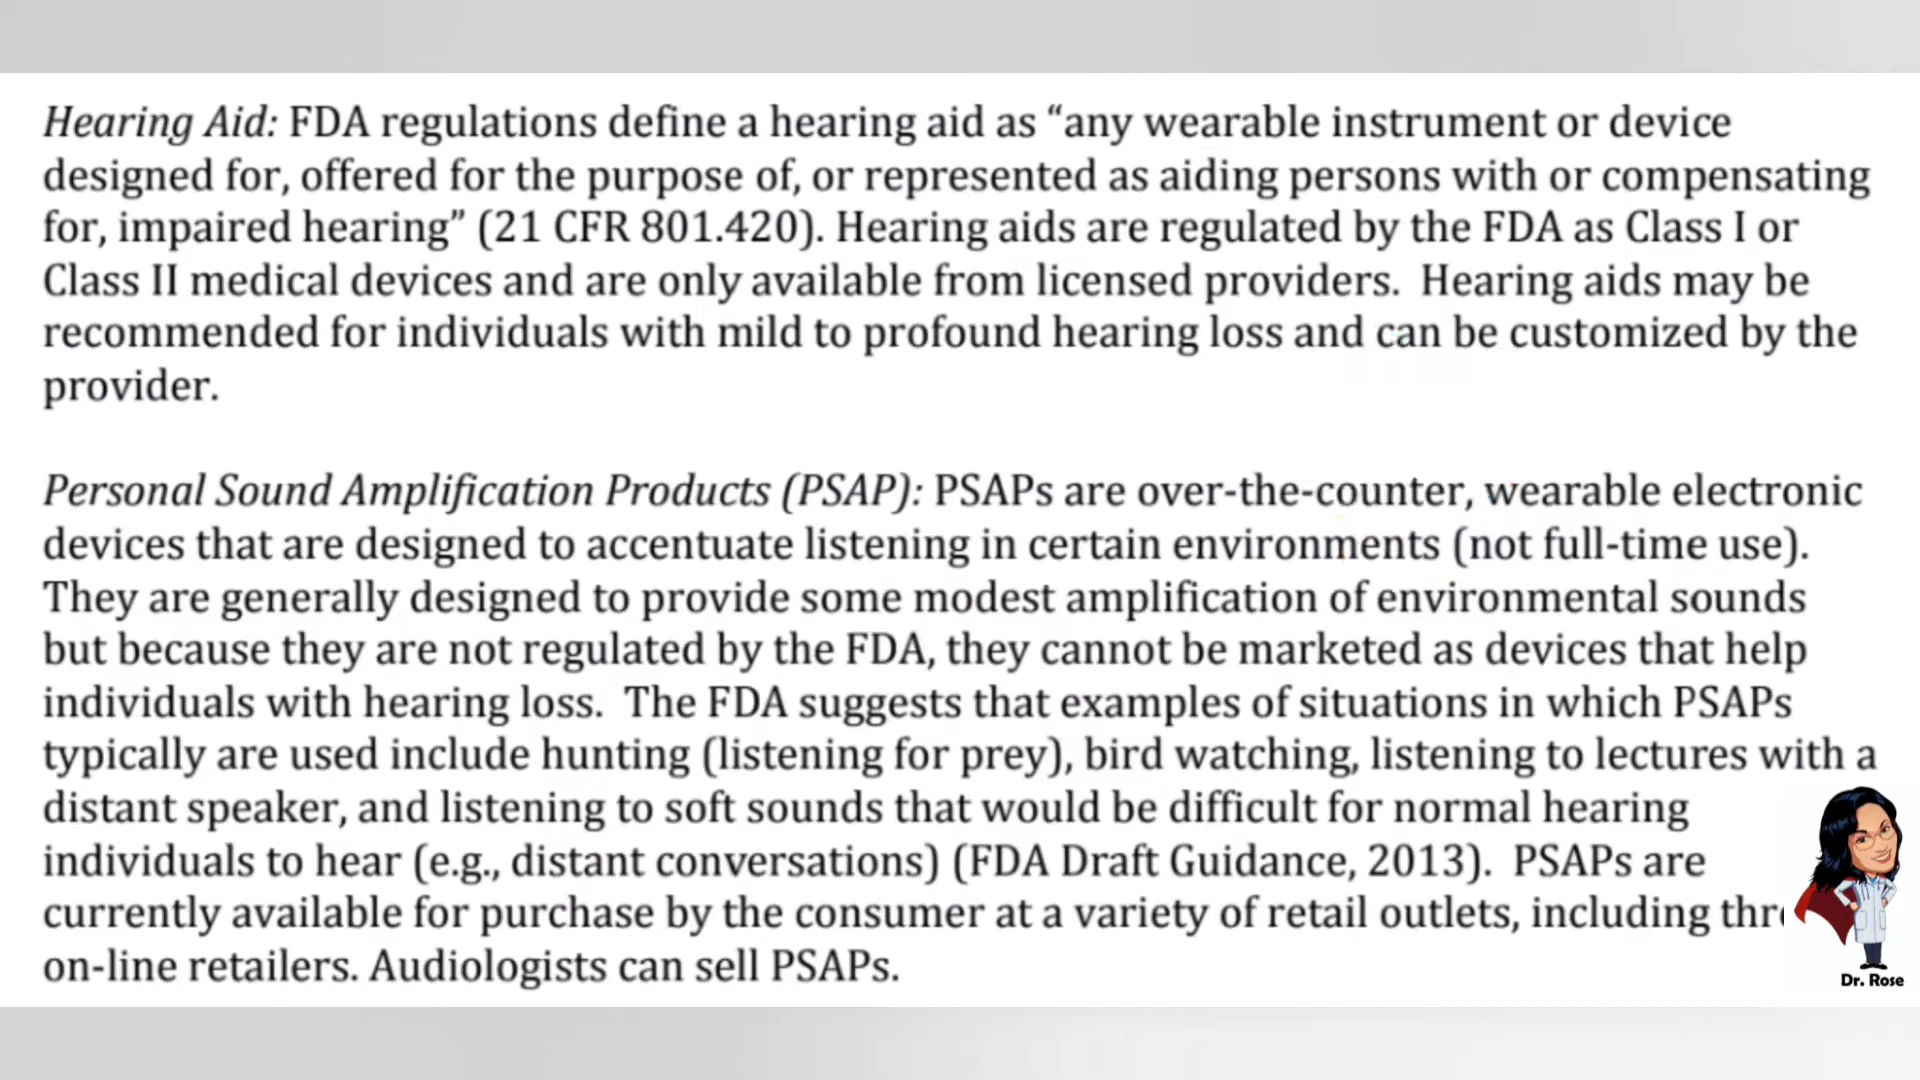 Hearing Aid: FDA regulations define a hearing aid as “any wearable instrument or device
designed for, offered for the purpose of, or represented as aiding persons with or compensating
for, impaired hearing” (21 CFR 801.420). Hearing aids are regulated by the FDA as Class I or
Class II medical devices and are only available from licensed providers.  Hearing aids may be
recommended for individuals with mild to profound hearing loss and can be customized by the
provider.
Personal Sound Amplification Products (PSAP): PSAPs are over-the-counter, wearable electronic
devices that are designed to accentuate listening in certain environments (not full-time use).
They are generally designed to provide some modest amplification of environmental sounds
but because they are not regulated by the FDA, they cannot be marketed as devices that help
individuals with hearing loss.  The FDA suggests that examples of situations in which PSAPs
typically are used include hunting (listening for prey), bird watching, listening to lectures with a
distant speaker, and listening to soft sounds that would be difficult for normal hearing
individuals to hear (e.g., distant conversations) (FDA Draft Guidance, 2013).  PSAPs are
currently available for purchase by the consumer at a variety of retail outlets, including
on-line retailers. Audiologists can sell PSAPs.
Dr. Rose